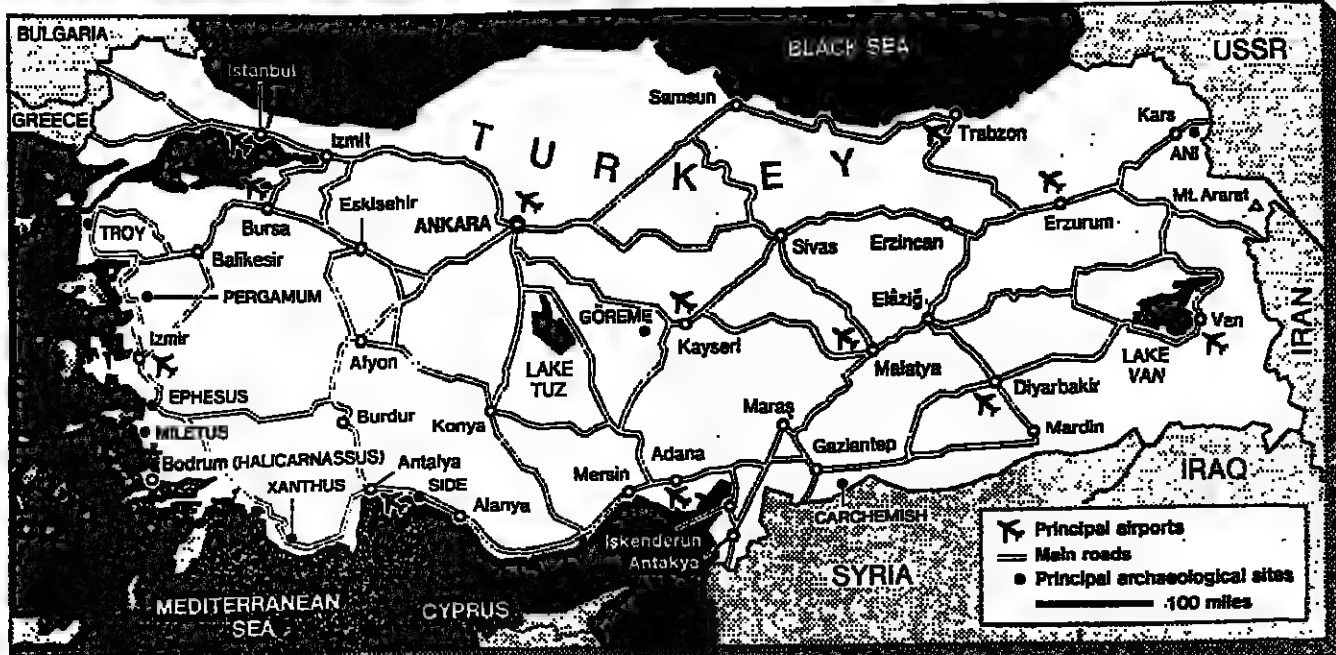 BULGARIA
BLACK SEA
USSR
Istanbul
Samsun
GREECE
Izmit
TURKEY
Trabzon
Kars
ANI
Mt. Ararat
Eskisehir
ANKARA
Erzurum
TROY
Bursa
Sivas
Erzincan
Balikesir
PERGAMUM
Elâziğ
GÖREME
IRAN
Izmir
Kayseri
Van
Afyon
LAKE
TUZ
Malatya
LAKE
VAN
EPHESUS
Diyarbakir
Burdur
Konya
Maraş
MILETUS
Mardin
Gaziantep
Bodrum (HALICARNASSUS)
Antalya
Adana
Mersin
IRAQ
XANTHUS
SIDE
Alanya
CARCHEMISH
Iskenderun
Antakya
SYRIA
MEDITERRANEAN
SEA
CYPRUS
Principal airports
Main roads
Principal archaeological sites
100 miles